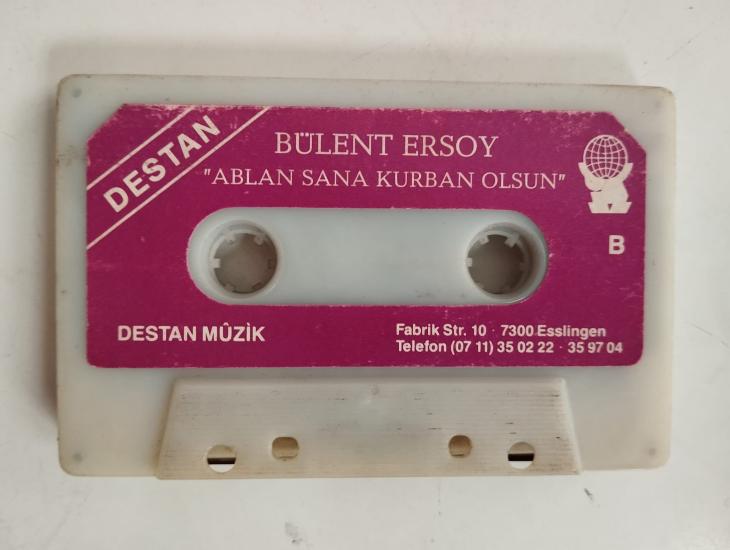 DESTAN
BÜLENT ERSOY
"ABLAN SANA KURBAN OLSUN"
B
DESTAN MÛZİK
Fabrik Str. 10 · 7300 Esslingen
Telefon (07 11) 35 02 22 · 35 97 04